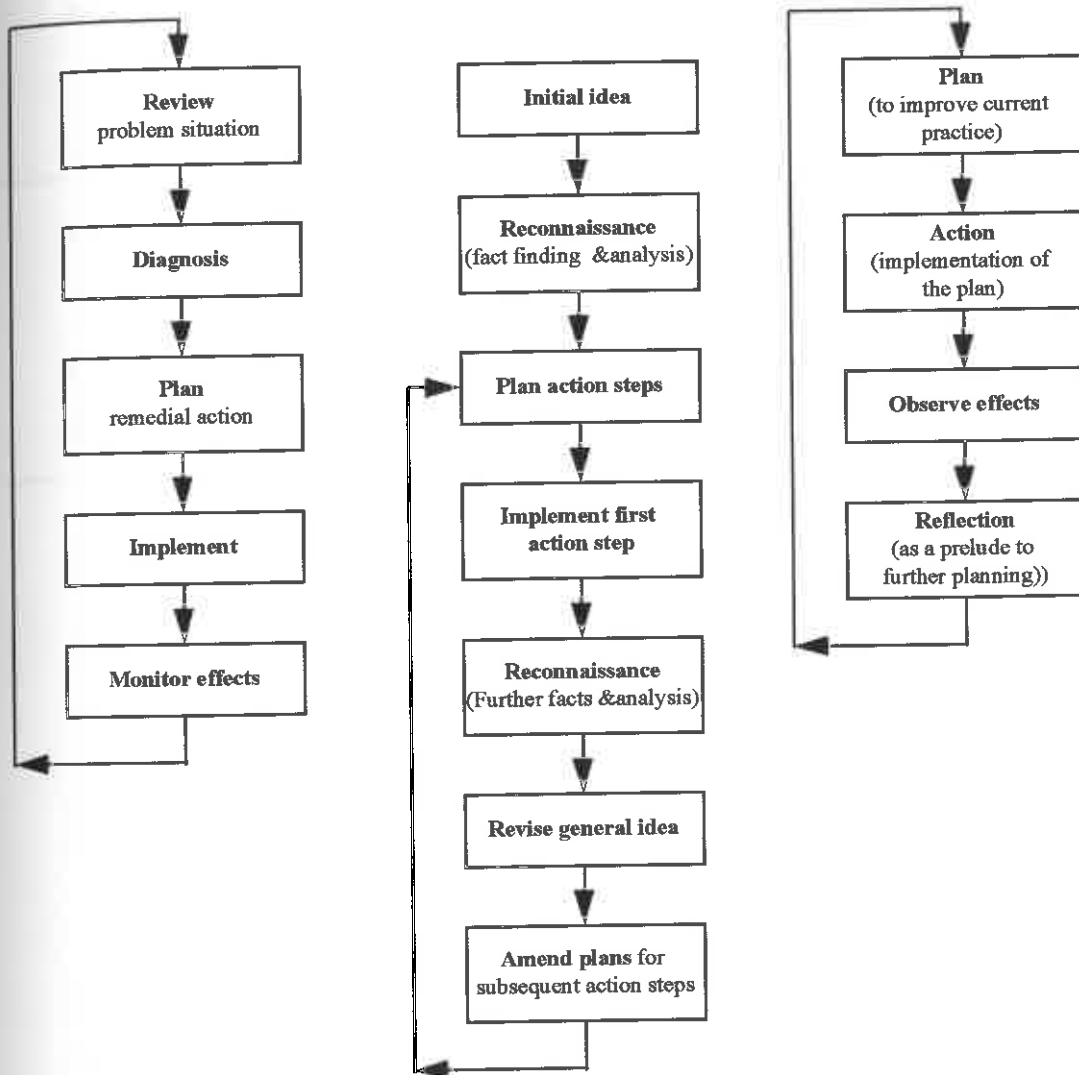 Review
problem situation
Diagnosis
Plan
remedial action
Implement
Monitor effects
Initial idea
Reconnaissance
(fact finding &analysis)
Plan action steps
Implement first
action step
Reconnaissance
(Further facts &analysis)
Revise general idea
Amend plans for
subsequent action steps
Plan
(to improve current
practice)
Action
(implementation of
the plan)
Observe effects
Reflection
(as a prelude to
further planning))